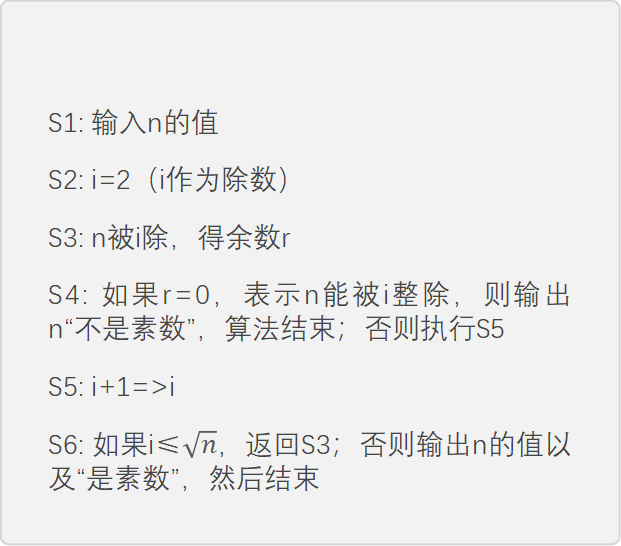 S1: 输入n的值
S2: i=2（i作为除数）
S3: n被i除，得余数r
S4: 如果r=0，表示n能被i整除，则输出
n“不是素数”，算法结束；否则执行S5
S5: i+1=>i
S6: 如果i≤√n，返回S3；否则输出n的值以
及“是素数”，然后结束